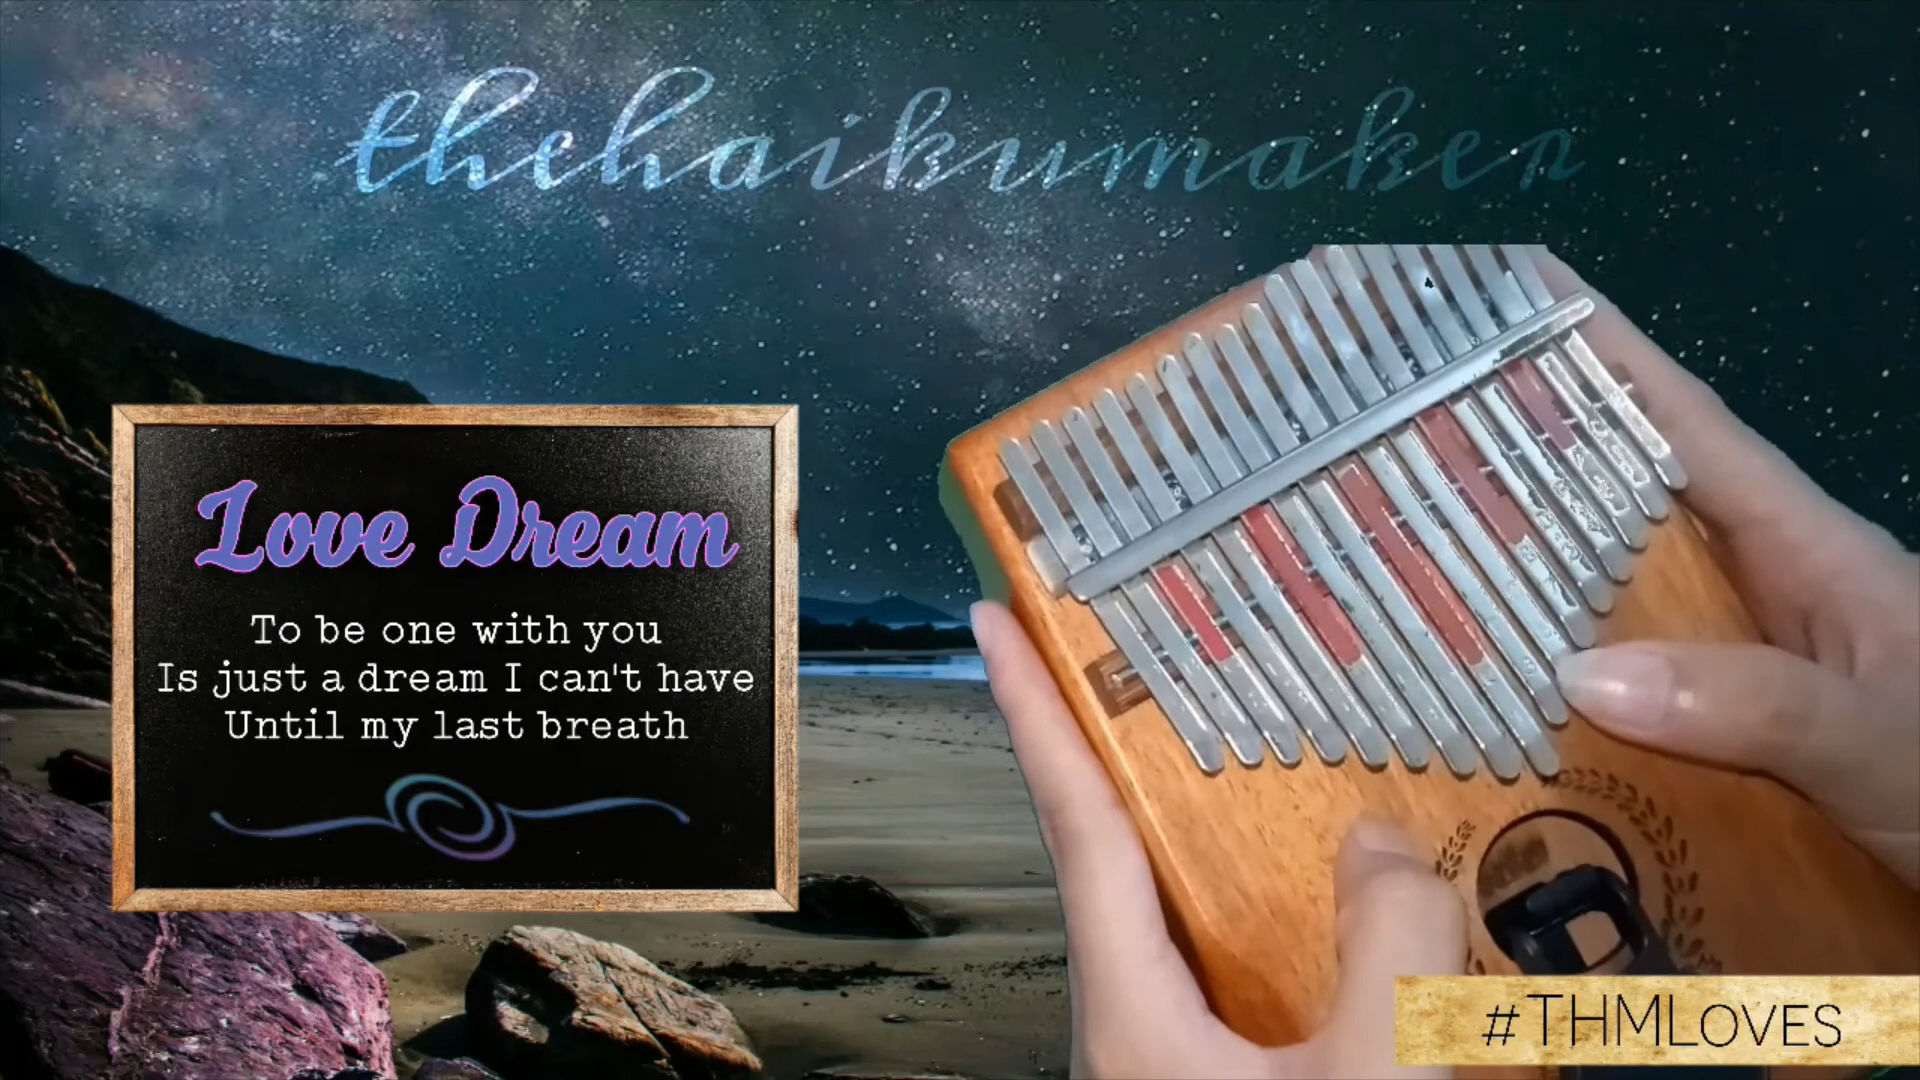 thehaikumaker
Love Dream
To be one with you
Is just a dream I can't have
Until my last breath
#THMLOVES